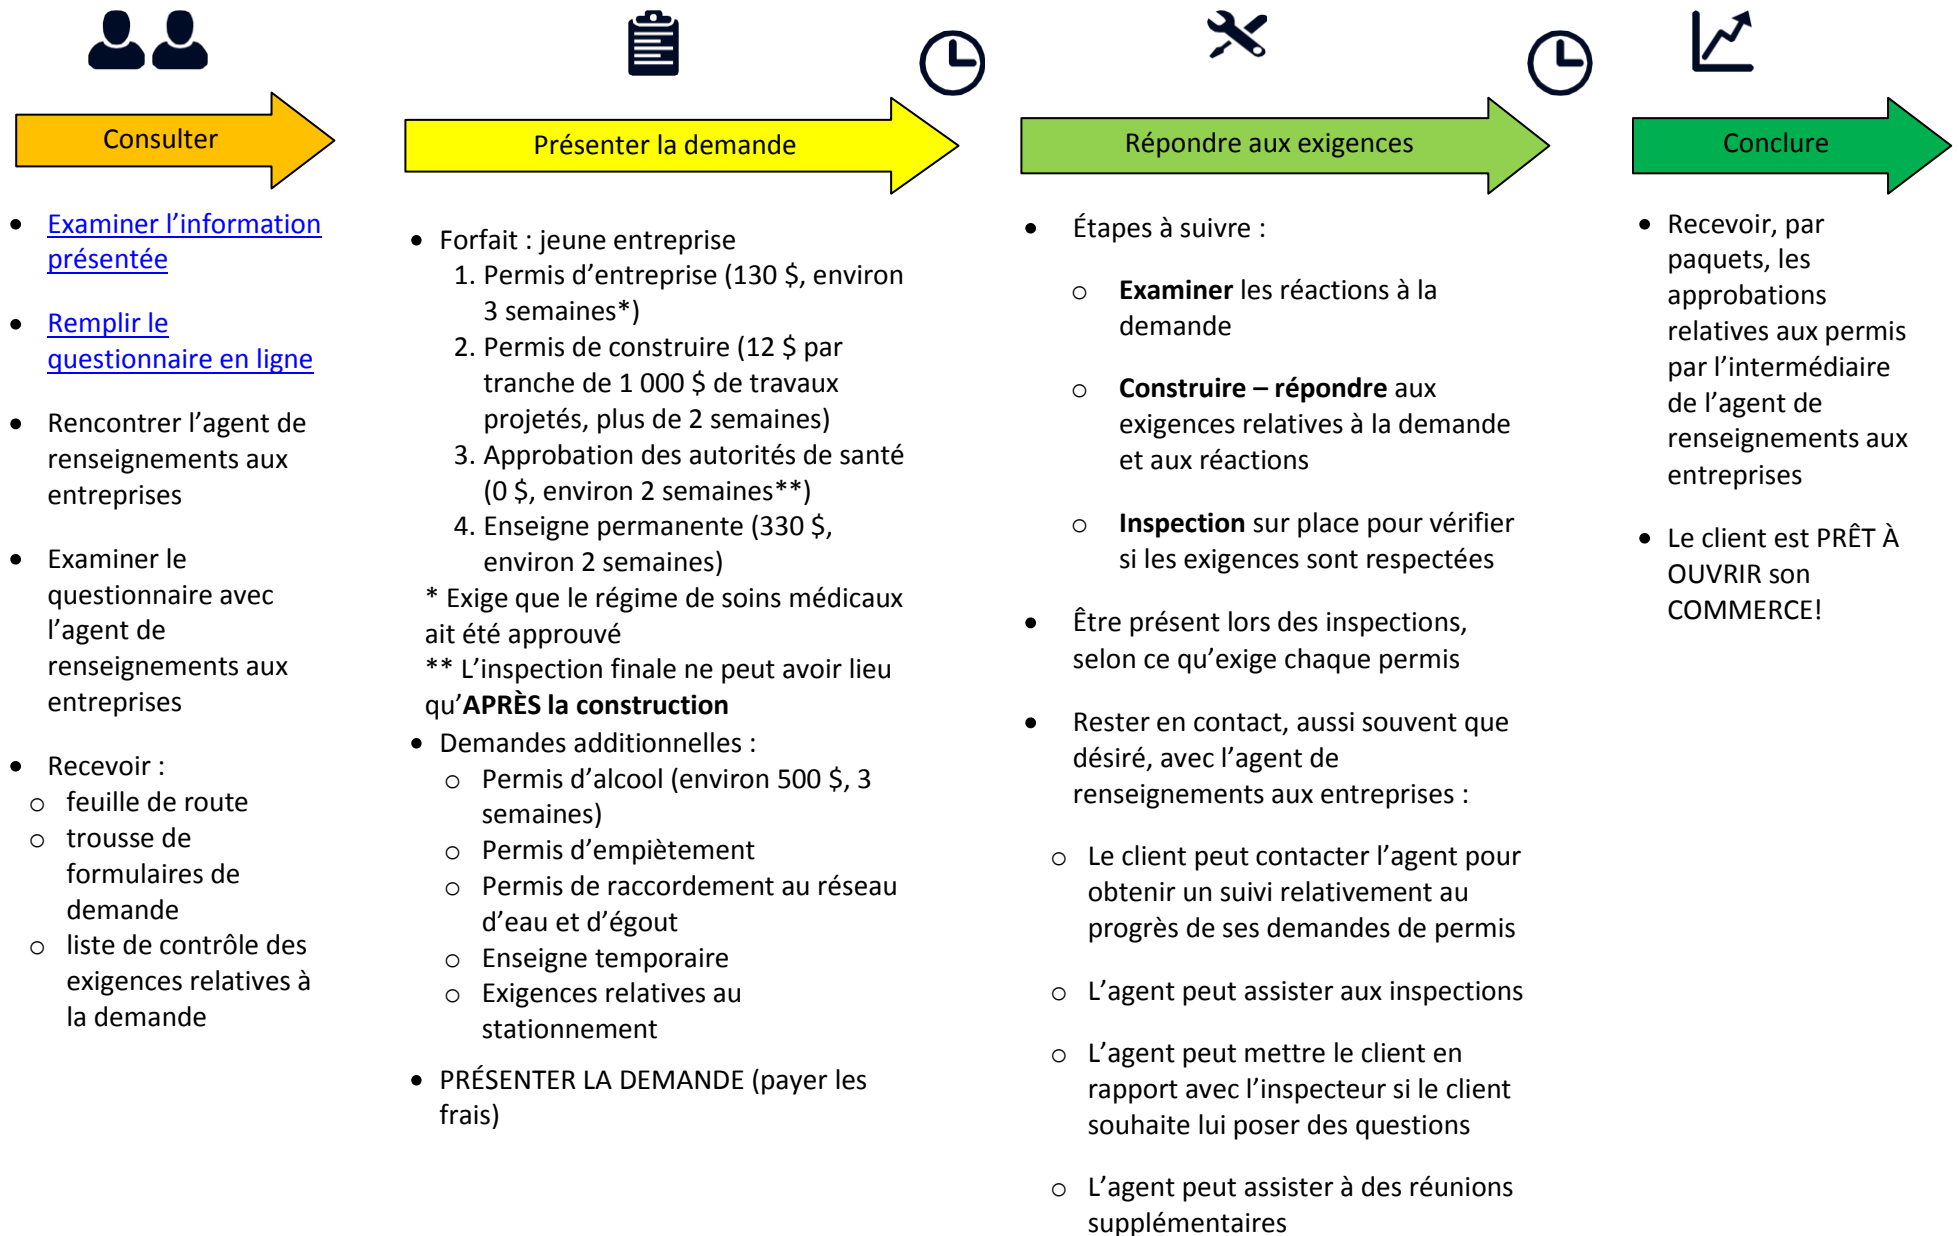 Consulter
Examiner l’information
présentée
Remplir le
questionnaire en ligne
Rencontrer l’agent de
renseignements aux
entreprises
Examiner le
questionnaire avec
l’agent de
renseignements aux
entreprises
Recevoir :
feuille de route
trousse de
formulaires de
demande
liste de contrôle des
exigences relatives à
la demande
Présenter la demande
Forfait : jeune entreprise
1. Permis d’entreprise (130 $, environ
3 semaines*)
2. Permis de construire (12 $ par
tranche de 1 000 $ de travaux
projetés, plus de 2 semaines)
3. Approbation des autorités de santé
(0 $, environ 2 semaines**)
4. Enseigne permanente (330 $,
environ 2 semaines)
* Exige que le régime de soins médicaux
ait été approuvé
** L’inspection finale ne peut avoir lieu
qu’APRÈS la construction
Demandes additionnelles :
Permis d’alcool (environ 500 $, 3
semaines)
Permis d’empiètement
Permis de raccordement au réseau
d’eau et d’égout
Enseigne temporaire
Exigences relatives au
stationnement
PRÉSENTER LA DEMANDE (payer les
frais)
Répondre aux exigences
Étapes à suivre :
Examiner les réactions à la
demande
Construire – répondre aux
exigences relatives à la demande
et aux réactions
Inspection sur place pour vérifier
si les exigences sont respectées
Être présent lors des inspections,
selon ce qu’exige chaque permis
Rester en contact, aussi souvent que
désiré, avec l’agent de
renseignements aux entreprises :
Le client peut contacter l’agent pour
obtenir un suivi relativement au
progrès de ses demandes de permis
L’agent peut assister aux inspections
L’agent peut mettre le client en
rapport avec l’inspecteur si le client
souhaite lui poser des questions
L’agent peut assister à des réunions
supplémentaires
Conclure
Recevoir, par
paquets, les
approbations
relatives aux permis
par l’intermédiaire
de l’agent de
renseignements aux
entreprises
Le client est PRÊT À
OUVRIR son
COMMERCE!